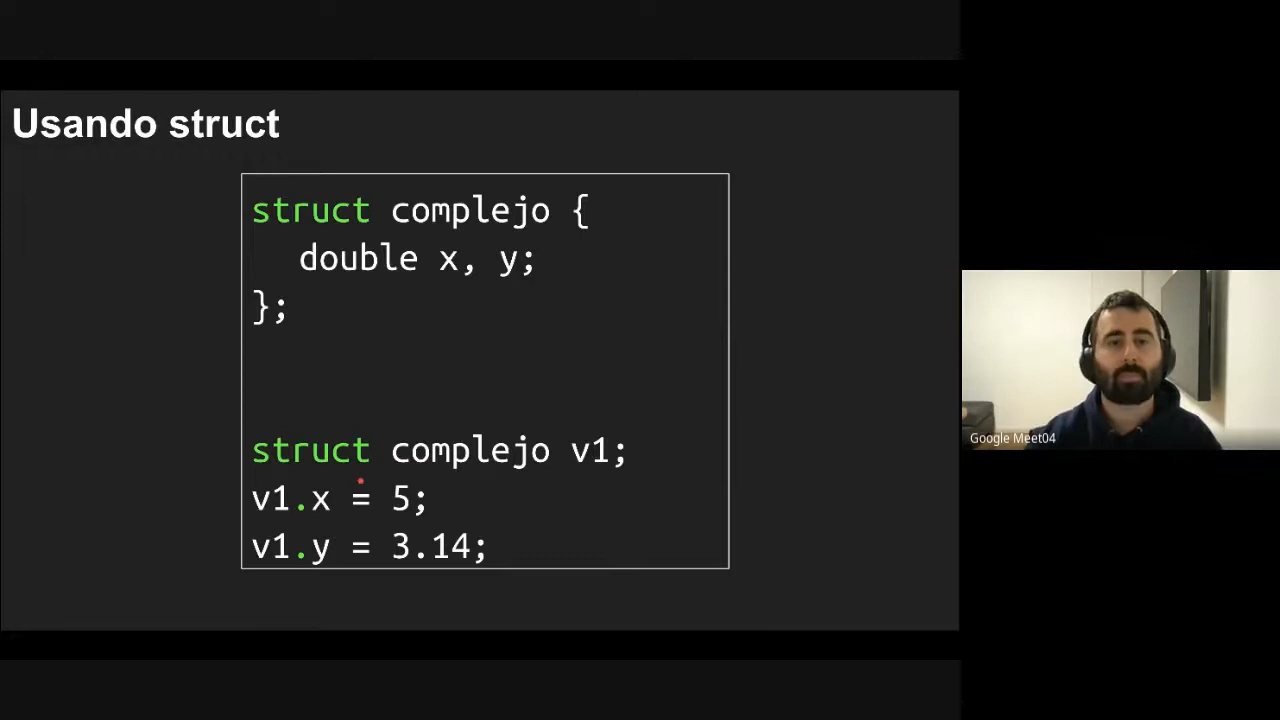 Usando struct
struct complejo {
double x, y;
};
struct complejo v1;
v1.x = 5;
v1.y = 3.14;
Google Meet04